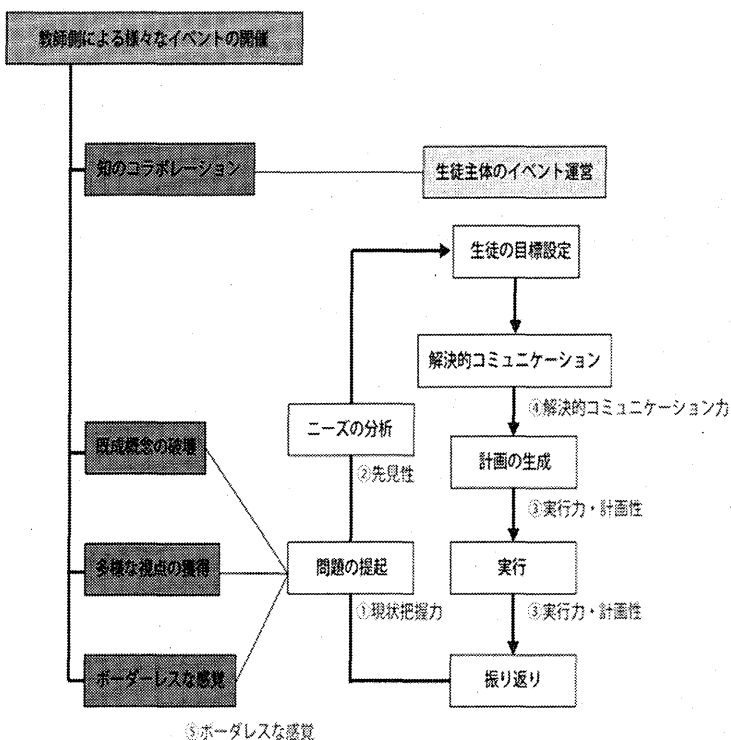 教師側による様々なイベントの開催
知のコラボレーション
生徒主体のイベント運営
生徒の目標設定
解決的コミュニケーション
④解決的コミュニケーション力
ニーズの分析
既成概念の破壊
計画の生成
②先見性
③実行力・計画性
多様な視点の獲得
問題の提起
実行
①現状把握力
③実行力・計画性
ボーダーレスな感覚
振り返り
⑤ボーダレスな感覚